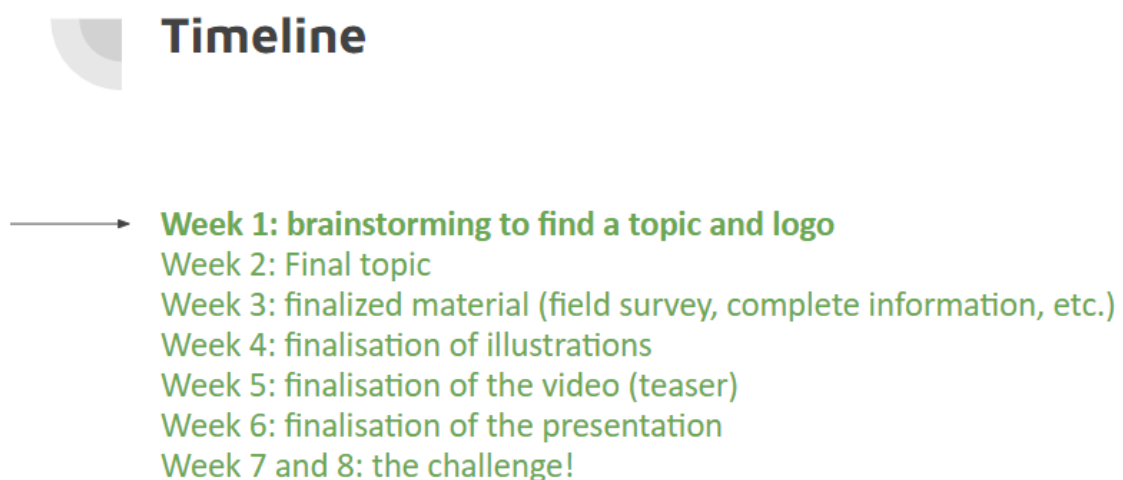 Timeline
Week 1: brainstorming to find a topic and logo
Week 2: Final topic
Week 3: finalized material (field survey, complete information, etc.)
Week 4: finalisation of illustrations
Week 5: finalisation of the video (teaser)
Week 6: finalisation of the presentation
Week 7 and 8: the challenge!